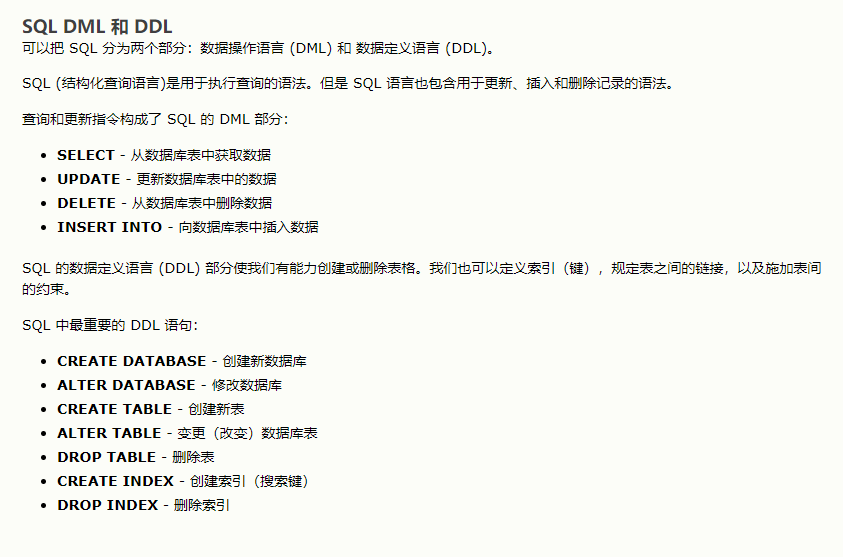 SQL DML 和 DDL
可以把 SQL 分为两个部分：数据操作语言 (DML) 和 数据定义语言 (DDL)。
SQL (结构化查询语言)是用于执行查询的语法。但是 SQL 语言也包含用于更新、插入和删除记录的语法。
查询和更新指令构成了 SQL 的 DML 部分：
• SELECT - 从数据库表中获取数据
• UPDATE - 更新数据库表中的数据
• DELETE - 从数据库表中删除数据
• INSERT INTO - 向数据库表中插入数据
SQL 的数据定义语言 (DDL) 部分使我们有能力创建或删除表格。我们也可以定义索引（键），规定表之间的链接，以及施加表间
的约束。
SQL 中最重要的 DDL 语句：
• CREATE DATABASE - 创建新数据库
• ALTER DATABASE - 修改数据库
• CREATE TABLE - 创建新表
• ALTER TABLE - 变更（改变）数据库表
• DROP TABLE - 删除表
• CREATE INDEX - 创建索引（搜索键）
• DROP INDEX - 删除索引